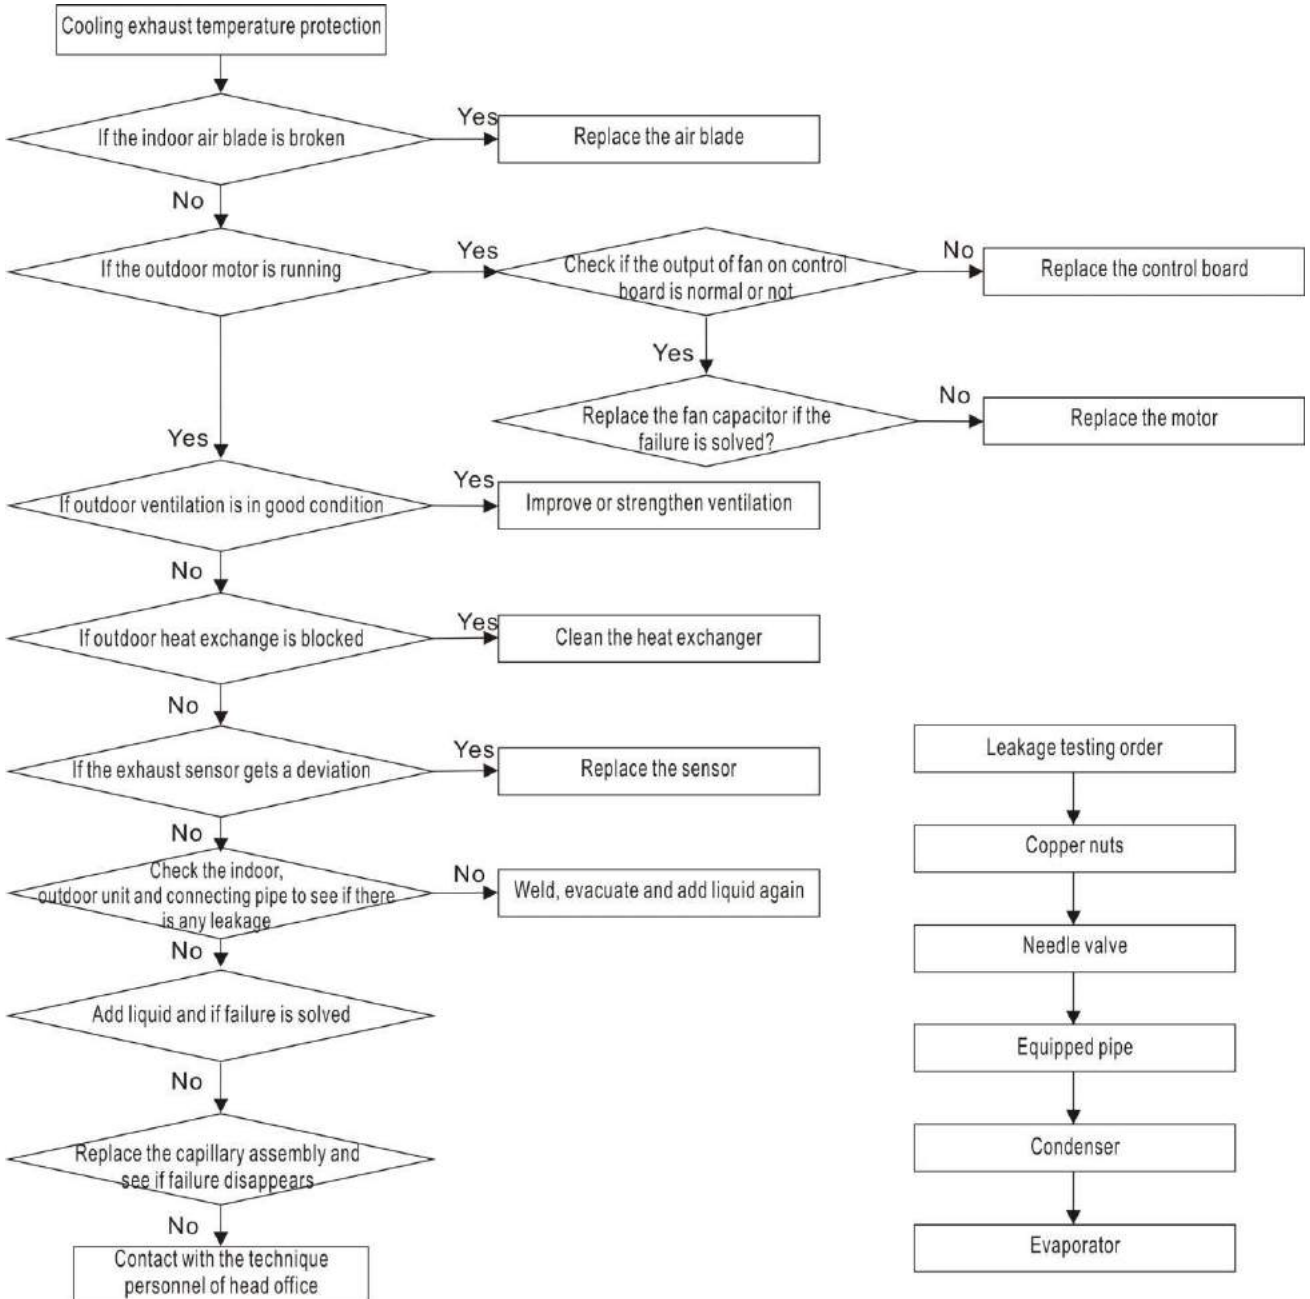 Cooling exhaust temperature protection
Yes
If the indoor air blade is broken
Replace the air blade
No
Yes
If the outdoor motor is running
Check if the output of fan on control
board is normal or not
No
Replace the control board
Yes
Replace the fan capacitor if the
failure is solved?
No
Replace the motor
Yes
If outdoor ventilation is in good condition
Yes
Improve or strengthen ventilation
No
If outdoor heat exchange is blocked
Yes
Clean the heat exchanger
No
If the exhaust sensor gets a deviation
Yes
Replace the sensor
No
Check the indoor,
outdoor unit and connecting pipe to see if there
is any leakage
No
Weld, evacuate and add liquid again
No
Add liquid and if failure is solved
No
Replace the capillary assembly and
see if failure disappears
No
Contact with the technique
personnel of head office
Leakage testing order
Copper nuts
Needle valve
Equipped pipe
Condenser
Evaporator